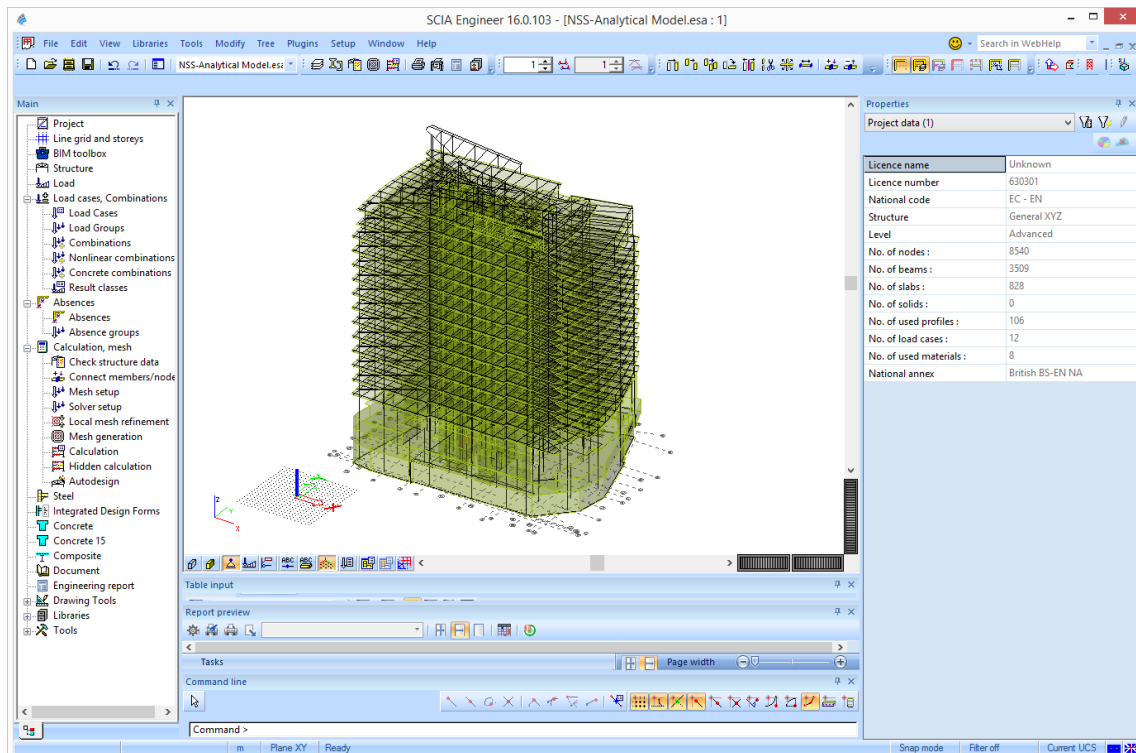 SCIA Engineer 16.0.103 - [NSS-Analytical Model.esa : 1]
File Edit View Libraries Tools Modify Tree Plugins Setup Window Help
Search in WebHelp
NSS-Analytical Model.esa
1 1
Main
Project
Line grid and storeys
BIM toolbox
Structure
Load
Load cases, Combinations
Load Cases
Load Groups
Combinations
Nonlinear combinations
Concrete combinations
Result classes
Absences
Absences
Absence groups
Calculation, mesh
Check structure data
Connect members/node
Mesh setup
Solver setup
Local mesh refinement
Mesh generation
Calculation
Hidden calculation
Autodesign
Steel
Integrated Design Forms
Concrete
Concrete 15
Composite
Document
Engineering report
Drawing Tools
Libraries
Tools
z
y
x
ABC ABC
Table input
Report preview
Tasks
Page width
Command line
Command >
Properties
Project data (1)
Licence name Unknown
Licence number 630301
National code EC - EN
Structure General XYZ
Level Advanced
No. of nodes : 8540
No. of beams : 3509
No. of slabs : 828
No. of solids : 0
No. of used profiles : 106
No. of load cases : 12
No. of used materials : 8
National annex British BS-EN NA
m Plane XY Ready Snap mode Filter off Current UCS